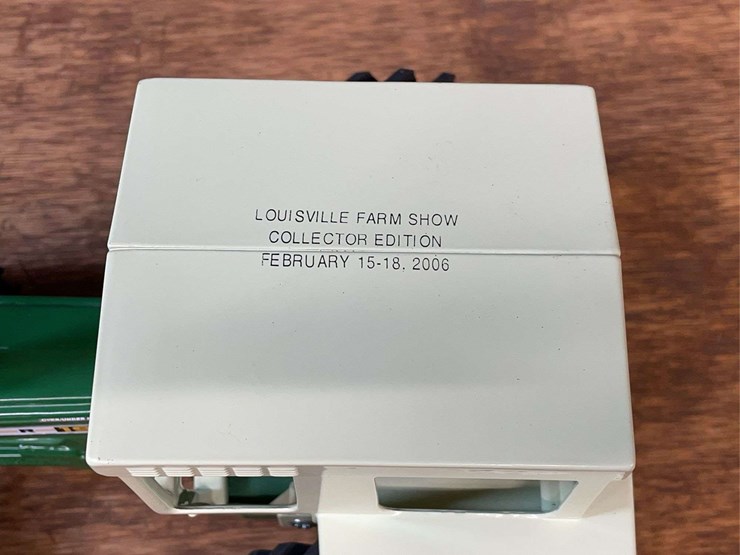 LOUISVILLE FARM SHOW
COLLECTOR EDITION
FEBRUARY 15-18, 2006